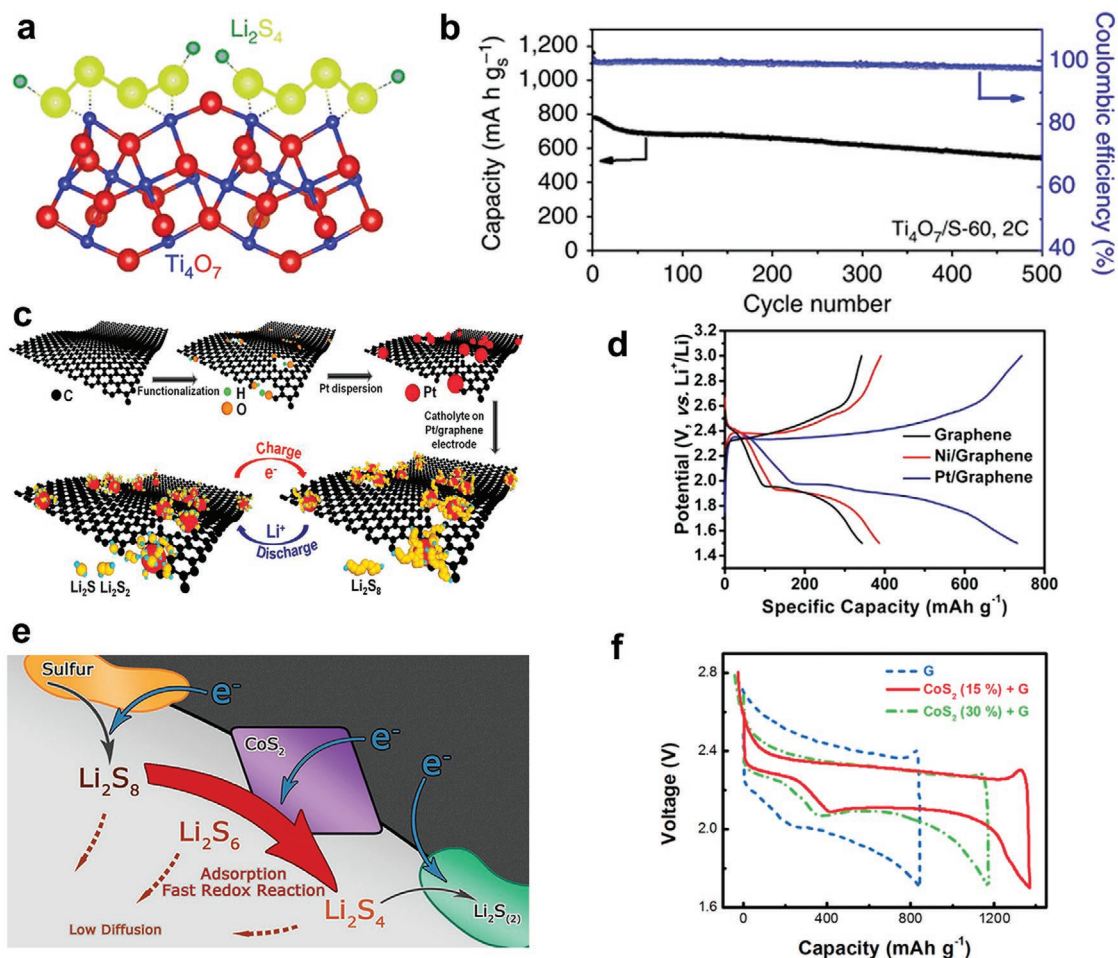 a
Li₂S₄
Ti₄O₇
b
1,200
1,100
1,000
800
600
400
200
0
Capacity (mA h gₛ⁻¹)
100
80
60
40
Coulombic efficiency (%)
Ti₄O₇/S-60, 2C
0 100 200 300 400 500
Cycle number
c
C
Functionalization
H
O
Pt dispersion
Pt
Catholyte on
Pt/graphene
electrode
Charge
e⁻
Li⁺
Discharge
Li₂S Li₂S₂
Li₂S₈
d
3.2
3.0
2.8
2.6
2.4
2.2
2.0
1.8
1.6
1.4
Potential (V vs. Li⁺/Li)
Graphene
Ni/Graphene
Pt/Graphene
0 200 400 600 800
Specific Capacity (mAh g⁻¹)
e
Sulfur
e⁻
CoS₂
e⁻
e⁻
Li₂S₈
Li₂S₆
Adsorption
Fast Redox Reaction
Li₂S₄
Li₂S₍₂₎
Low Diffusion
f
2.8
2.4
2.0
1.6
Voltage (V)
G
CoS₂ (15 %) + G
CoS₂ (30 %) + G
0 400 800 1200
Capacity (mAh g⁻¹)